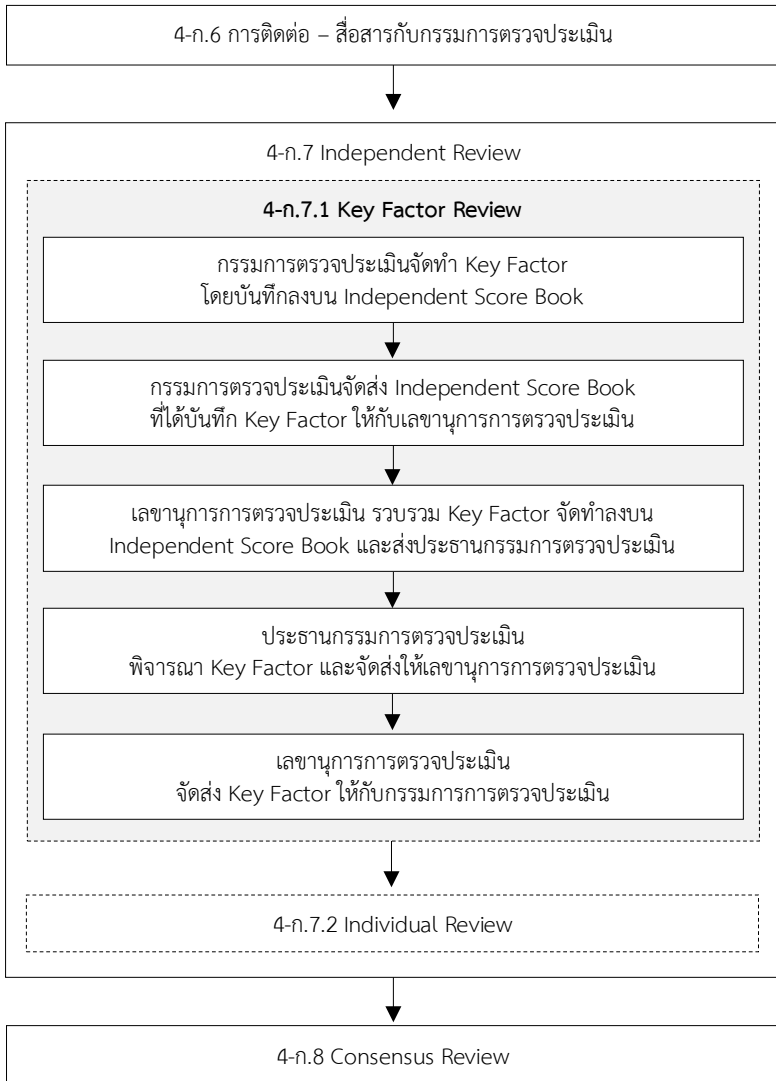 4-ก.6 การติดต่อ – สื่อสารกับกรรมการตรวจประเมิน
4-ก.7 Independent Review
4-ก.7.1 Key Factor Review
กรรมการตรวจประเมินจัดทำ Key Factor
โดยบันทึกลงบน Independent Score Book
กรรมการตรวจประเมินจัดส่ง Independent Score Book
ที่ได้บันทึก Key Factor ให้กับเลขานุการการตรวจประเมิน
เลขานุการการตรวจประเมิน รวบรวม Key Factor จัดทำลงบน
Independent Score Book และส่งประธานกรรมการตรวจประเมิน
ประธานกรรมการตรวจประเมิน
พิจารณา Key Factor และจัดส่งให้เลขานุการการตรวจประเมิน
เลขานุการการตรวจประเมิน
จัดส่ง Key Factor ให้กับกรรมการการตรวจประเมิน
4-ก.7.2 Individual Review
4-ก.8 Consensus Review